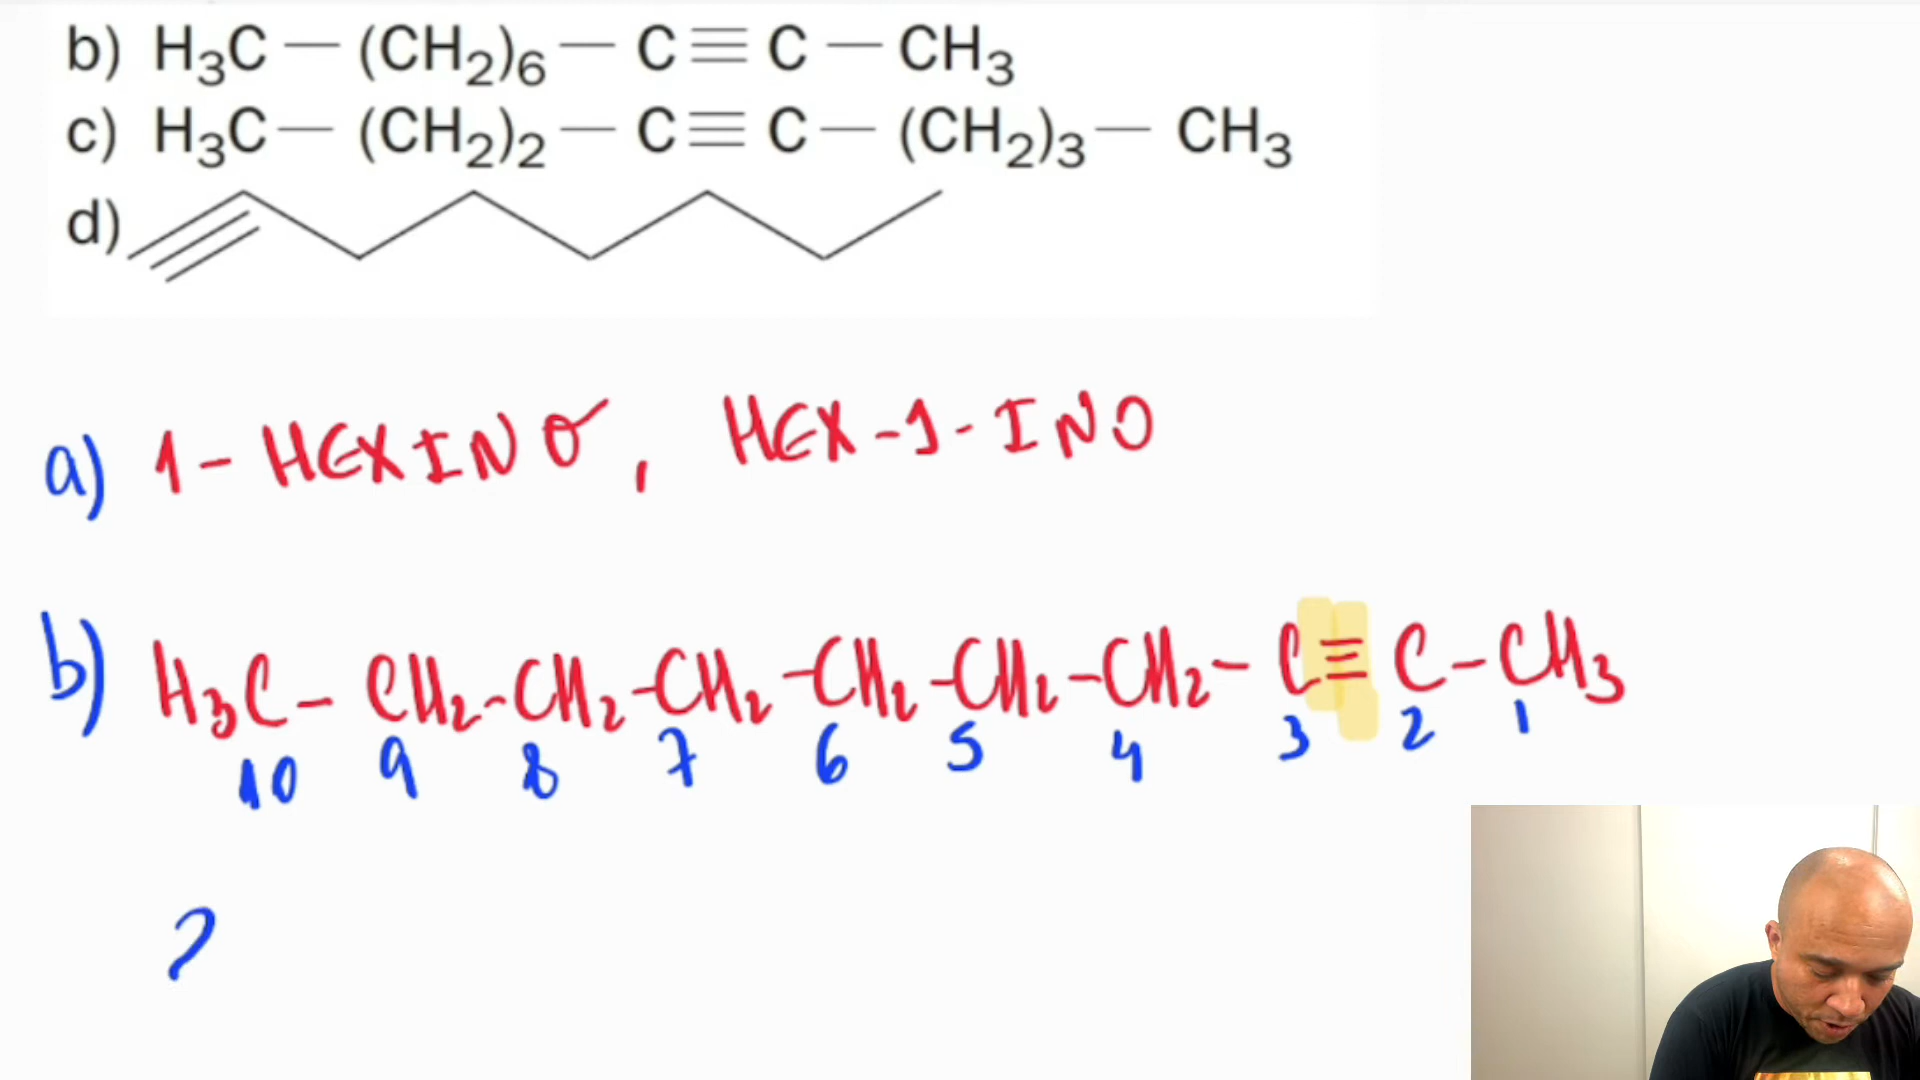 b) H₃C — (CH₂)₆ — C ≡ C — CH₃
c) H₃C — (CH₂)₂ — C ≡ C — (CH₂)₃ — CH₃
d)
a) 1 - HEXINO, HEX - 1 - INO
b) H₃C - CH₂ - CH₂ - CH₂ - CH₂ - CH₂ - CH₂ - C ≡ C - CH₃
10 9 8 7 6 5 4 3 2 1
2